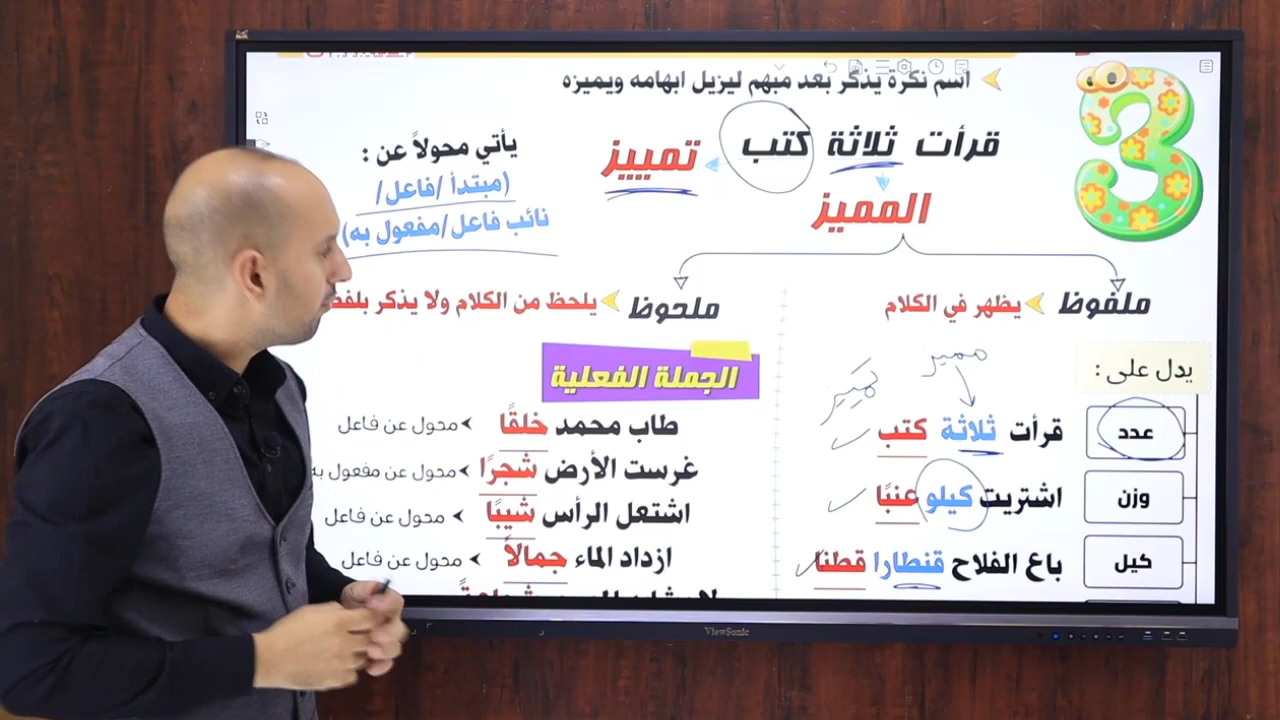 اسم نكرة يذكر بعد مبهم ليزيل ابهامه ويميزه
3
قرأت ثلاثة كتب
تمييز
المميز
يأتي محولاً عن :
(مبتدأ /فاعل/
نائب فاعل/مفعول به)
ملفوظ
يظهر في الكلام
يدل على :
مميز
تمييز
عدد
قرأت ثلاثة كتب
وزن
اشتريت كيلو عنبًا
كيل
باع الفلاح قنطارا قطنا
ملحوظ
يلحظ من الكلام ولا يذكر
الجملة الفعلية
طاب محمد خلقًا
محول عن فاعل
غرست الأرض شجرًا
محول عن مفعول به
اشتعل الرأس شيبًا
محول عن فاعل
ازداد الماء جمالاً
محول عن فاعل
ViewSonic